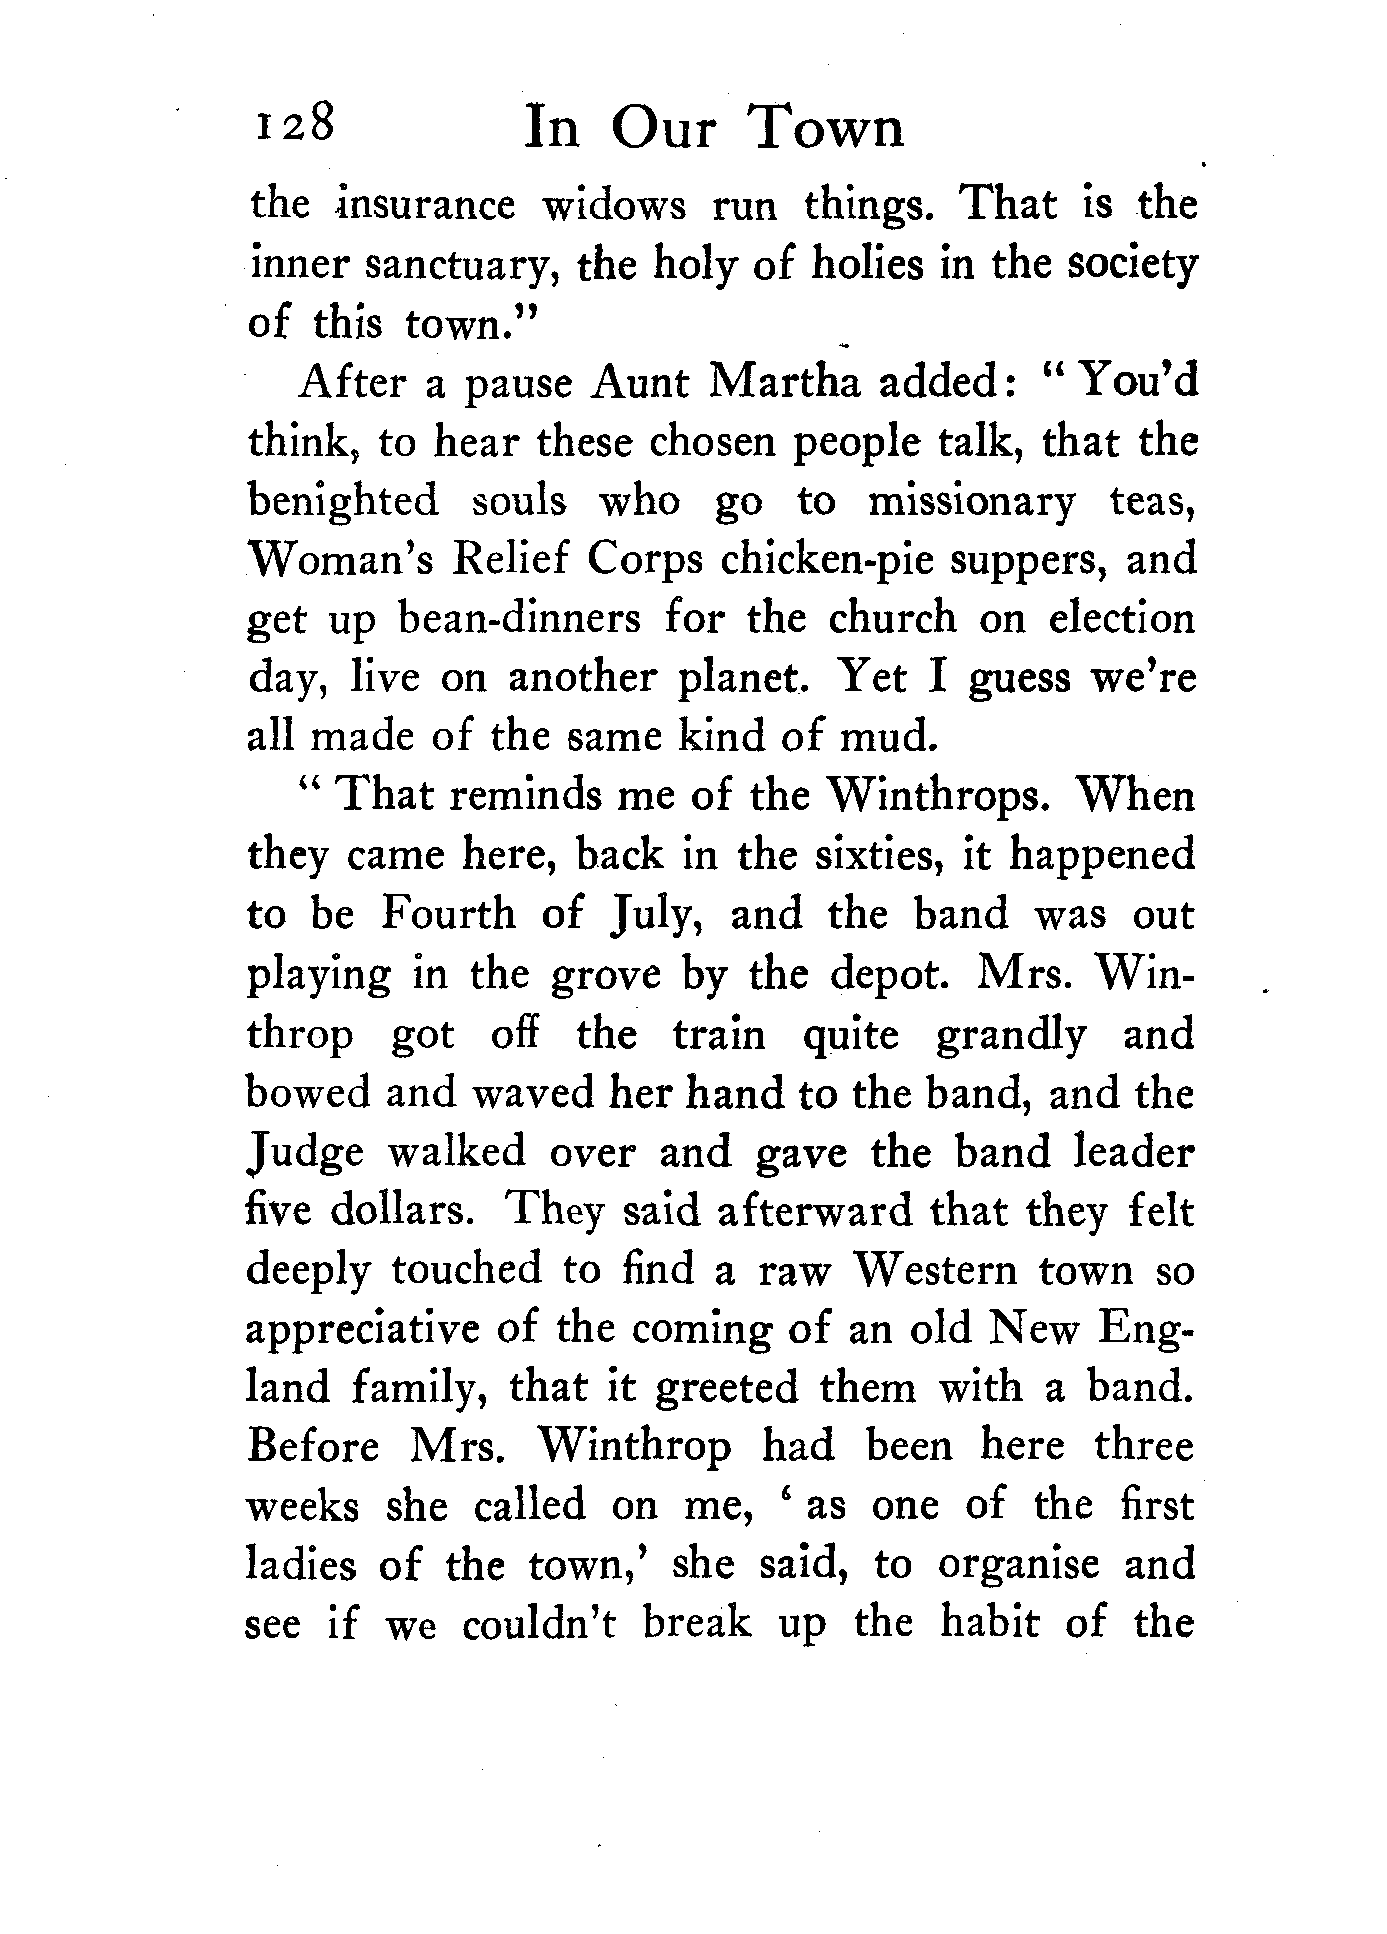 128 In Our Town
the insurance widows run things. That is the
inner sanctuary, the holy of holies in the society
of this town."
After a pause Aunt Martha added: " You'd
think, to hear these chosen people talk, that the
benighted souls who go to missionary teas,
Woman's Relief Corps chicken-pie suppers, and
get up bean-dinners for the church on election
day, live on another planet. Yet I guess we're
all made of the same kind of mud.
" That reminds me of the Winthrops. When
they came here, back in the sixties, it happened
to be Fourth of July, and the band was out
playing in the grove by the depot. Mrs. Win-
throp got off the train quite grandly and
bowed and waved her hand to the band, and the
Judge walked over and gave the band leader
five dollars. They said afterward that they felt
deeply touched to find a raw Western town so
appreciative of the coming of an old New Eng-
land family, that it greeted them with a band.
Before Mrs. Winthrop had been here three
weeks she called on me, ‘ as one of the first
ladies of the town,’ she said, to organise and
see if we couldn't break up the habit of the